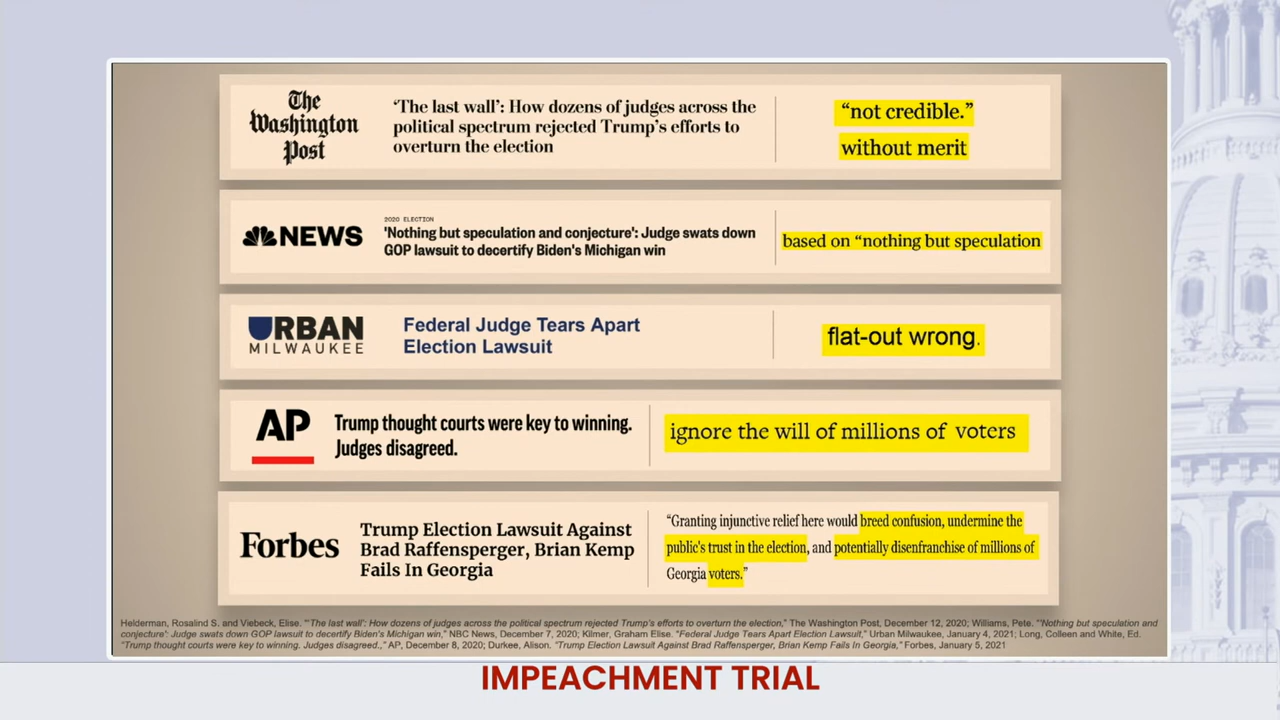 The
Washington
Post
‘The last wall’: How dozens of judges across the
political spectrum rejected Trump’s efforts to
overturn the election
“not credible.”
without merit
NEWS
2020 ELECTION
'Nothing but speculation and conjecture': Judge swats down
GOP lawsuit to decertify Biden's Michigan win
based on “nothing but speculation
URBAN
MILWAUKEE
Federal Judge Tears Apart
Election Lawsuit
flat-out wrong.
AP
Trump thought courts were key to winning.
Judges disagreed.
ignore the will of millions of voters
Forbes
Trump Election Lawsuit Against
Brad Raffensperger, Brian Kemp
Fails In Georgia
“Granting injunctive relief here would breed confusion, undermine the
public's trust in the election, and potentially disenfranchise of millions of
Georgia voters.”
Helderman, Rosalind S. and Viebeck, Elise. "'The last wall': How dozens of judges across the political spectrum rejected Trump's efforts to overturn the election," The Washington Post, December 12, 2020; Williams, Pete. "'Nothing but speculation and
conjecture': Judge swats down GOP lawsuit to decertify Biden's Michigan win," NBC News, December 7, 2020; Kilmer, Graham Elise. "Federal Judge Tears Apart Election Lawsuit," Urban Milwaukee, January 4, 2021; Long, Colleen and White, Ed.
"Trump thought courts were key to winning. Judges disagreed.," AP, December 8, 2020; Durkee, Alison. "Trump Election Lawsuit Against Brad Raffensperger, Brian Kemp Fails In Georgia," Forbes, January 5, 2021
IMPEACHMENT TRIAL